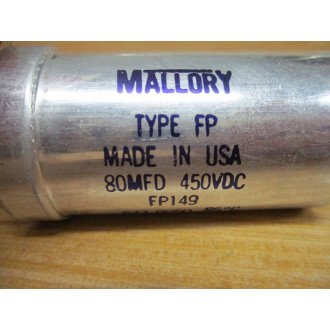 MALLORY
TYPE FP
MADE IN USA
80MFD 450VDC
FP149